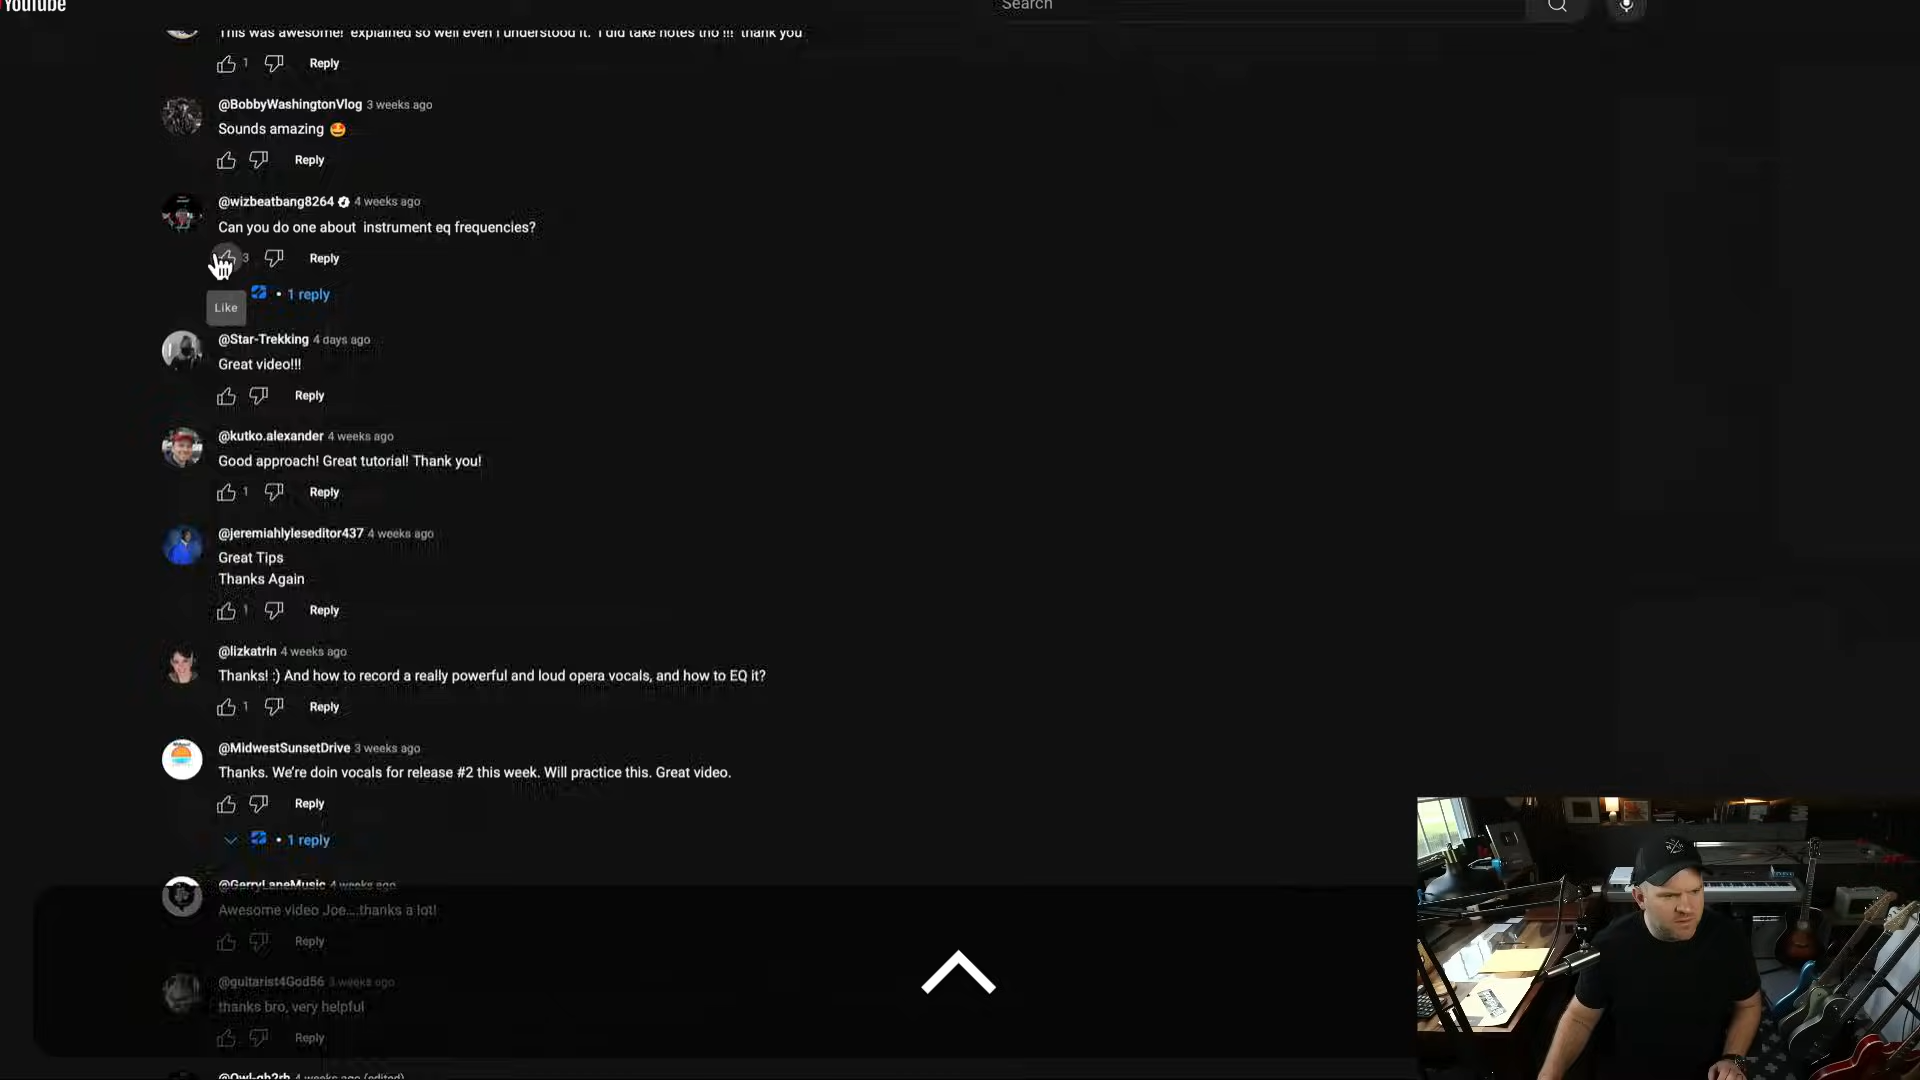 YouTube
Search
This was awesome! explained so well even i understood it. I did take notes tho !!! thank you
1 Reply
@BobbyWashingtonVlog 3 weeks ago
Sounds amazing 🤩
Reply
@wizbeatbang8264 4 weeks ago
Can you do one about instrument eq frequencies?
3 Reply
• 1 reply
Like
@Star-Trekking 4 days ago
Great video!!!
Reply
@kutko.alexander 4 weeks ago
Good approach! Great tutorial! Thank you!
1 Reply
@jeremiahlyleseditor437 4 weeks ago
Great Tips
Thanks Again
1 Reply
@lizkatrin 4 weeks ago
Thanks! :) And how to record a really powerful and loud opera vocals, and how to EQ it?
1 Reply
@MidwestSunsetDrive 3 weeks ago
Thanks. We're doin vocals for release #2 this week. Will practice this. Great video.
Reply
• 1 reply
@GarryLaneMusic 4 weeks ago
Awesome video Joe....thanks a lot!
Reply
@guitarist4God56 3 weeks ago
thanks bro, very helpful
Reply
4 weeks ago (edited)